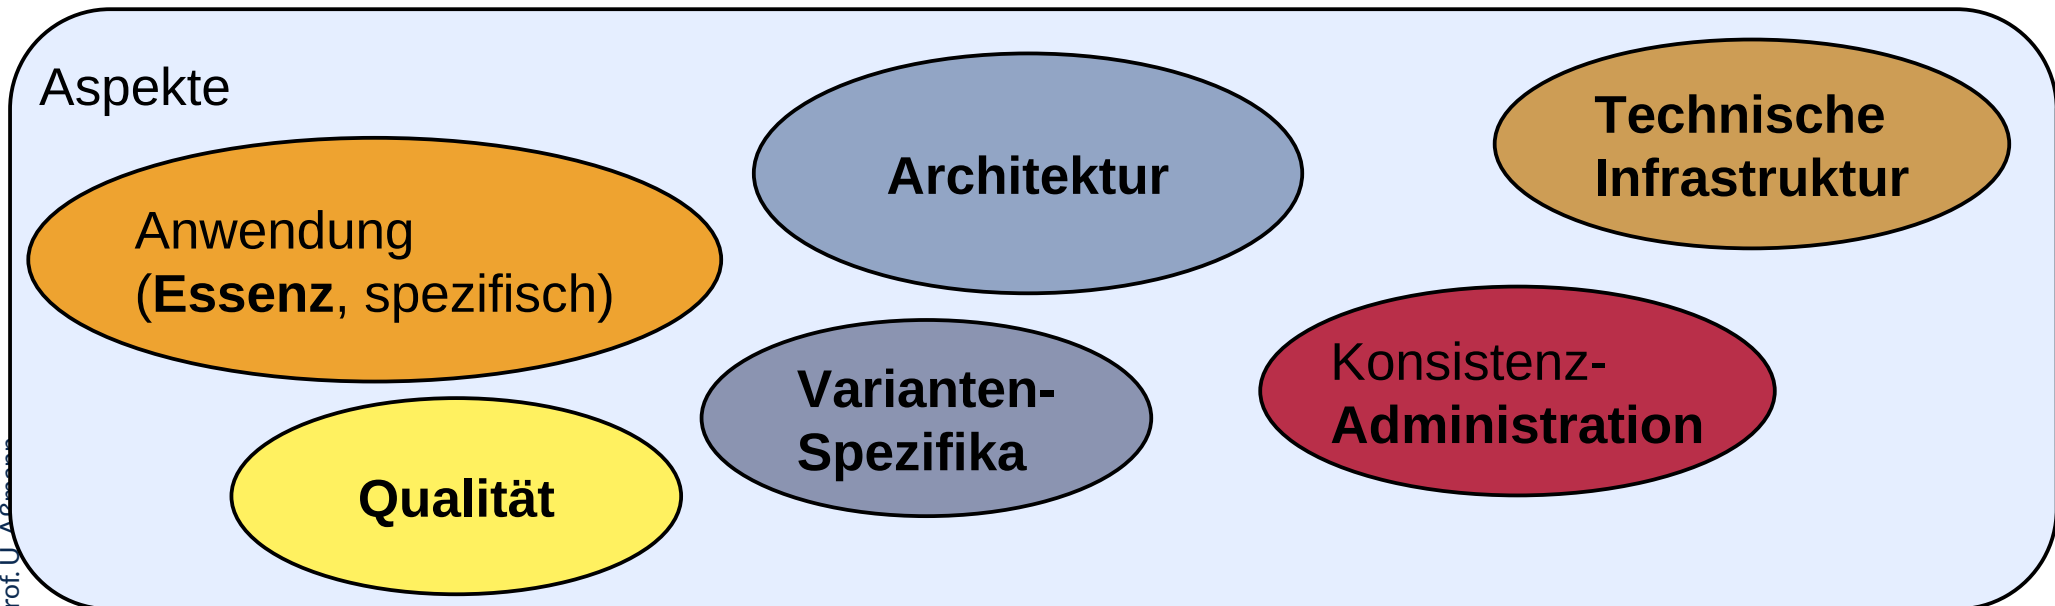 Aspekte
Anwendung
(Essenz, spezifisch)
Architektur
Technische
Infrastruktur
Varianten-
Spezifika
Konsistenz-
Administration
Qualität